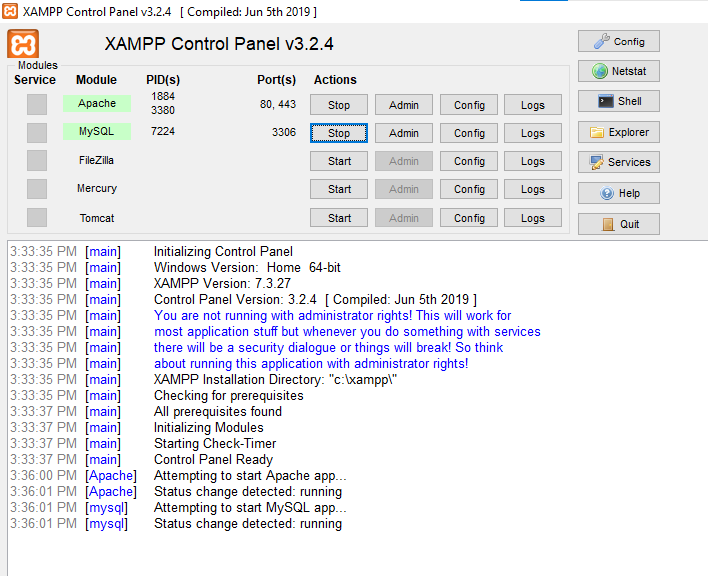 XAMPP Control Panel v3.2.4 [ Compiled: Jun 5th 2019 ]
XAMPP Control Panel v3.2.4
Config
Modules
Service Module PID(s) Port(s) Actions
Netstat
Apache 1884 3380 80, 443 Stop Admin Config Logs
Shell
MySQL 7224 3306 Stop Admin Config Logs
Explorer
FileZilla Start Admin Config Logs
Services
Mercury Start Admin Config Logs
Help
Tomcat Start Admin Config Logs
Quit
3:33:35 PM [main] Initializing Control Panel
3:33:35 PM [main] Windows Version: Home 64-bit
3:33:35 PM [main] XAMPP Version: 7.3.27
3:33:35 PM [main] Control Panel Version: 3.2.4 [ Compiled: Jun 5th 2019 ]
3:33:35 PM [main] You are not running with administrator rights! This will work for
3:33:35 PM [main] most application stuff but whenever you do something with services
3:33:35 PM [main] there will be a security dialogue or things will break! So think
3:33:35 PM [main] about running this application with administrator rights!
3:33:35 PM [main] XAMPP Installation Directory: "c:\xampp\"
3:33:35 PM [main] Checking for prerequisites
3:33:37 PM [main] All prerequisites found
3:33:37 PM [main] Initializing Modules
3:33:37 PM [main] Starting Check-Timer
3:33:37 PM [main] Control Panel Ready
3:36:00 PM [Apache] Attempting to start Apache app...
3:36:01 PM [Apache] Status change detected: running
3:36:01 PM [mysql] Attempting to start MySQL app...
3:36:01 PM [mysql] Status change detected: running